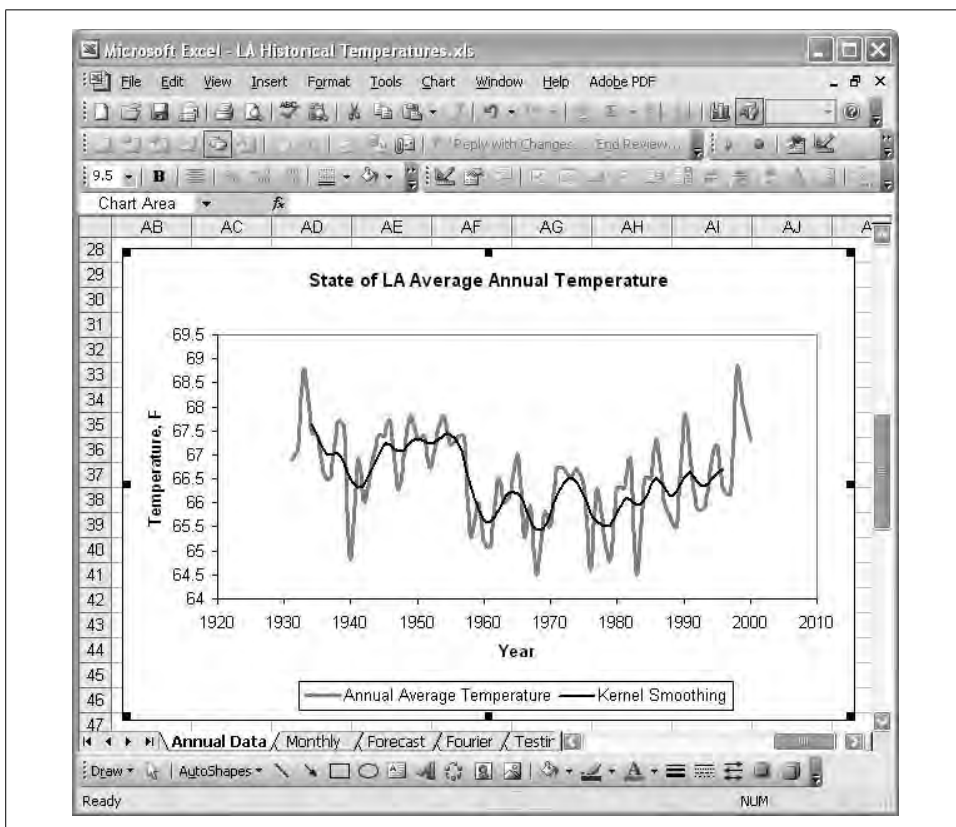 Microsoft Excel - LA Historical Temperatures.xls
File Edit View Insert Format Tools Chart Window Help Adobe PDF
Reply with Changes... End Review...
9.5 B
Chart Area fx
AB AC AD AE AF AG AH AI AJ
28
29
30
31
32
33
34
35
36
37
38
39
40
41
42
43
44
45
46
47
State of LA Average Annual Temperature
69.5
69
68.5
68
67.5
67
66.5
66
65.5
65
64.5
64
Temperature, F
1920 1930 1940 1950 1960 1970 1980 1990 2000 2010
Year
Annual Average Temperature Kernel Smoothing
Annual Data Monthly Forecast Fourier Testir
Draw AutoShapes
Ready NUM